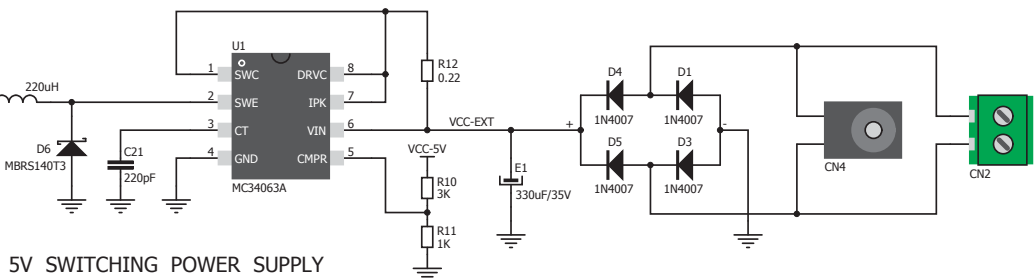 U1
220uH
1 SWC DRVC 8
2 SWE IPK 7
3 CT VIN 6
4 GND CMPR 5
MC34063A
D6
MBRS140T3
C21
220pF
R12
0.22
VCC-EXT
VCC-5V
R10
3K
R11
1K
E1
330uF/35V
+
-
D4
1N4007
D1
1N4007
D5
1N4007
D3
1N4007
CN4
CN2
5V SWITCHING POWER SUPPLY